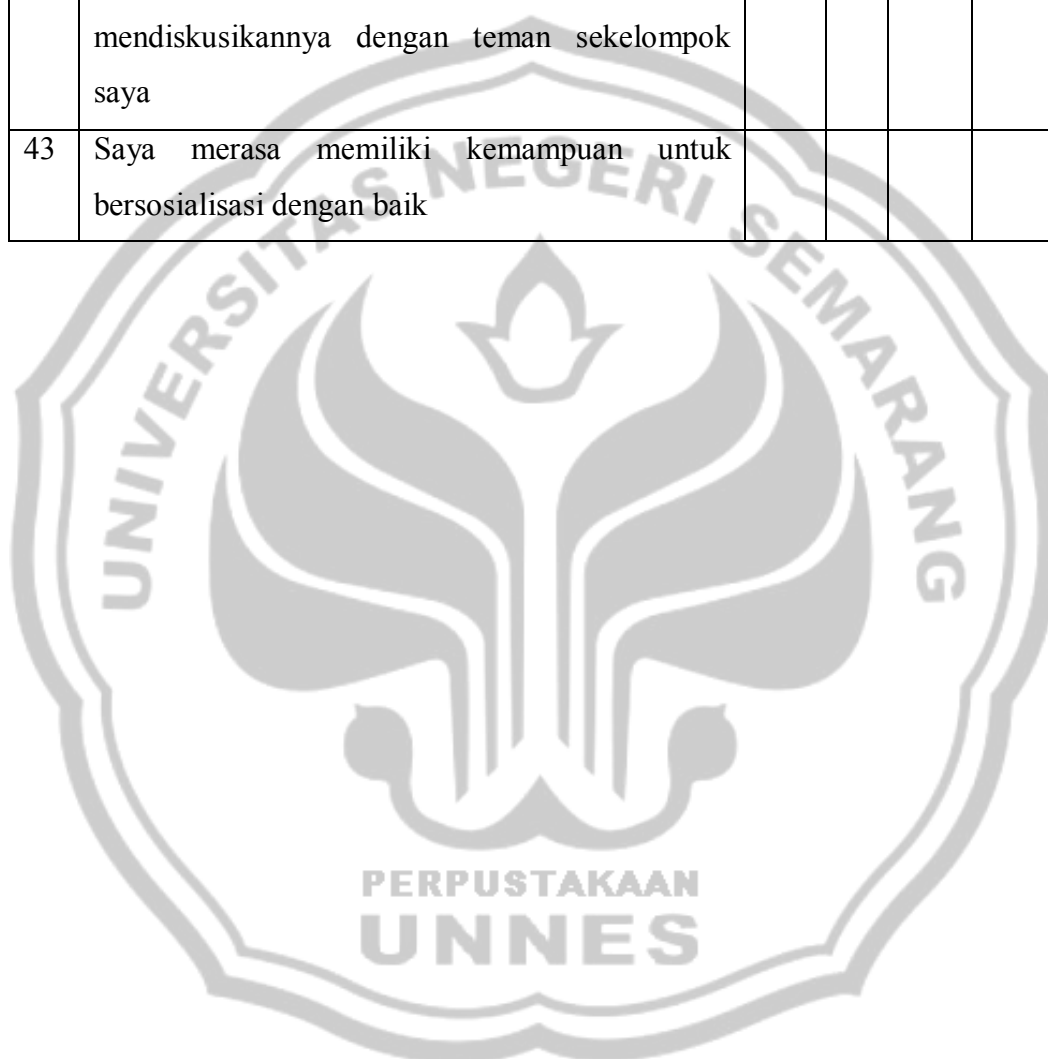 mendiskusikannya dengan teman sekelompok
saya
43 Saya merasa memiliki kemampuan untuk
bersosialisasi dengan baik
UNIVERSITAS NEGERI SEMARANG
PERPUSTAKAAN
UNNES